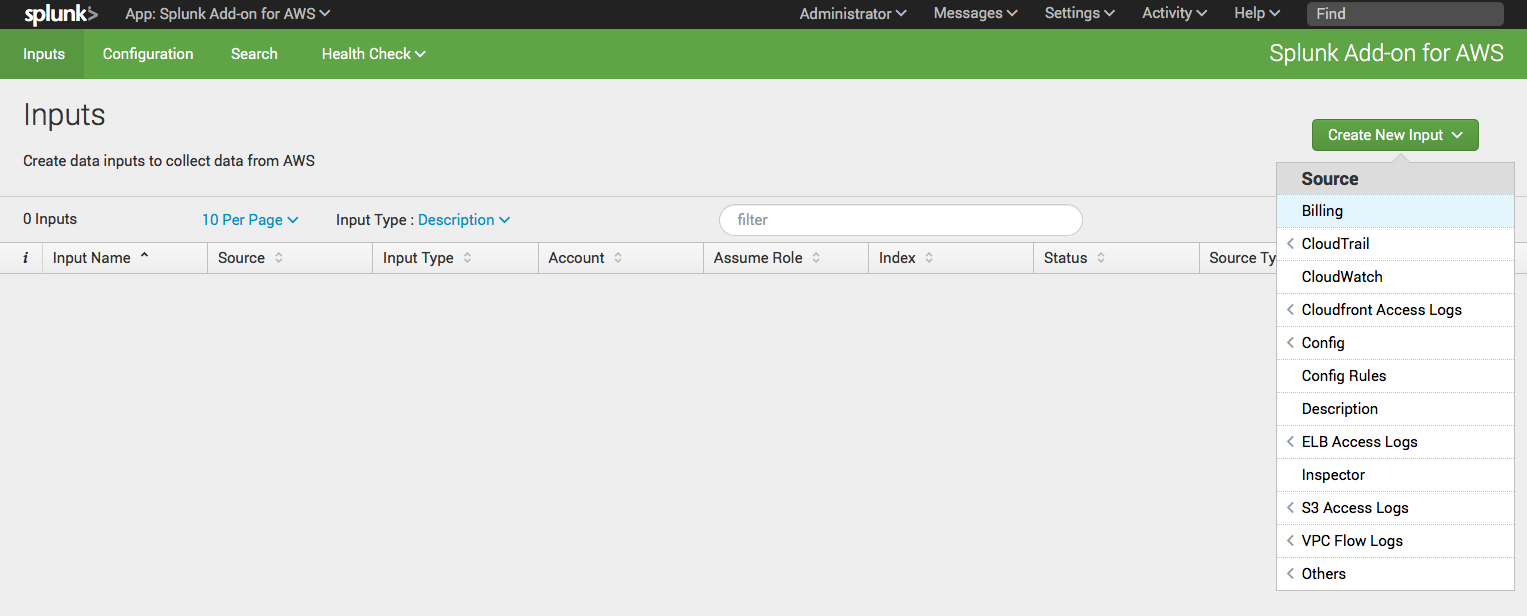 splunk> App: Splunk Add-on for AWS Administrator Messages Settings Activity Help Find
Inputs Configuration Search Health Check Splunk Add-on for AWS
Inputs
Create New Input
Create data inputs to collect data from AWS
Source
0 Inputs 10 Per Page Input Type : Description filter
i Input Name Source Input Type Account Assume Role Index Status Source Ty
Billing
CloudTrail
CloudWatch
Cloudfront Access Logs
Config
Config Rules
Description
ELB Access Logs
Inspector
S3 Access Logs
VPC Flow Logs
Others